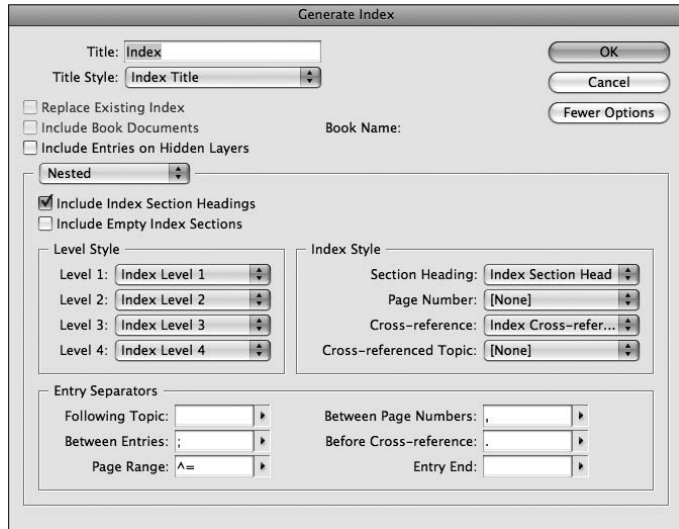 Generate Index
Title: Index
OK
Title Style: Index Title
Cancel
Replace Existing Index
Fewer Options
Include Book Documents Book Name:
Include Entries on Hidden Layers
Nested
Include Index Section Headings
Include Empty Index Sections
Level Style
Level 1: Index Level 1
Level 2: Index Level 2
Level 3: Index Level 3
Level 4: Index Level 4
Index Style
Section Heading: Index Section Head
Page Number: [None]
Cross-reference: Index Cross-refer...
Cross-referenced Topic: [None]
Entry Separators
Following Topic: Between Page Numbers: ,
Between Entries: ; Before Cross-reference: .
Page Range: ^= Entry End: